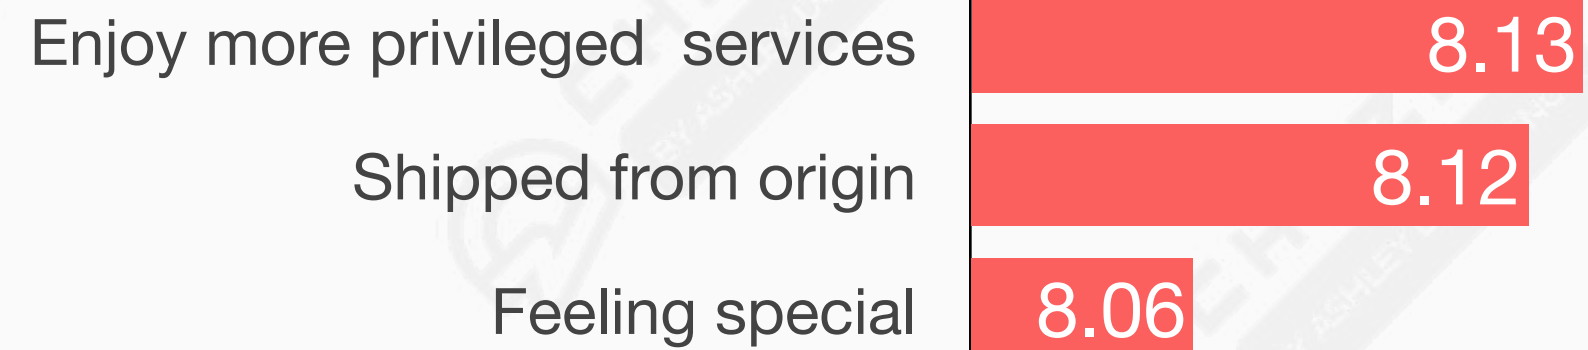 Enjoy more privileged  services 8.13
Shipped from origin 8.12
Feeling special 8.06